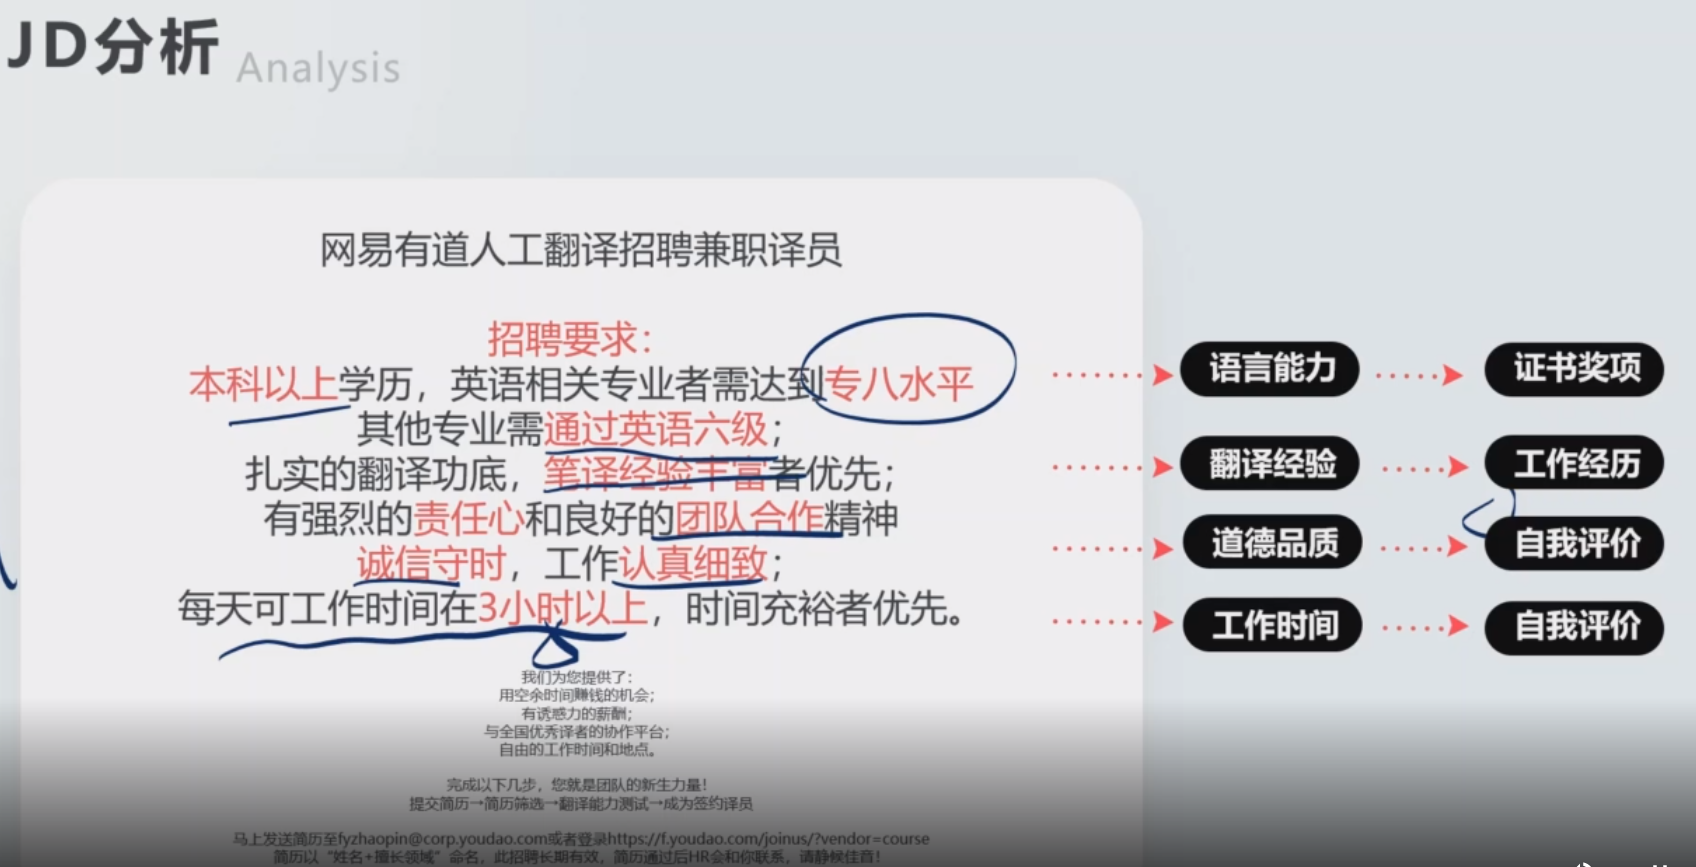 JD分析 Analysis
网易有道人工翻译招聘兼职译员
招聘要求：
本科以上学历，英语相关专业者需达到专八水平
其他专业需通过英语六级；
扎实的翻译功底，笔译经验丰富者优先；
有强烈的责任心和良好的团队合作精神
诚信守时，工作认真细致；
每天可工作时间在3小时以上，时间充裕者优先。
语言能力 证书奖项
翻译经验 工作经历
道德品质 自我评价
工作时间 自我评价
我们为您提供了：
用空余时间赚钱的机会；
有诱惑力的薪酬；
与全国优秀译者的协作平台；
自由的工作时间和地点。
完成以下几步，您就是团队的新生力量！
提交简历→简历筛选→翻译能力测试→成为签约译员
马上发送简历至fyzhaopin@corp.youdao.com或者登录https://f.youdao.com/joinus/?vendor=course
简历以“姓名+擅长领域”命名，此招聘长期有效，简历通过后HR会和你联系，请静候佳音！